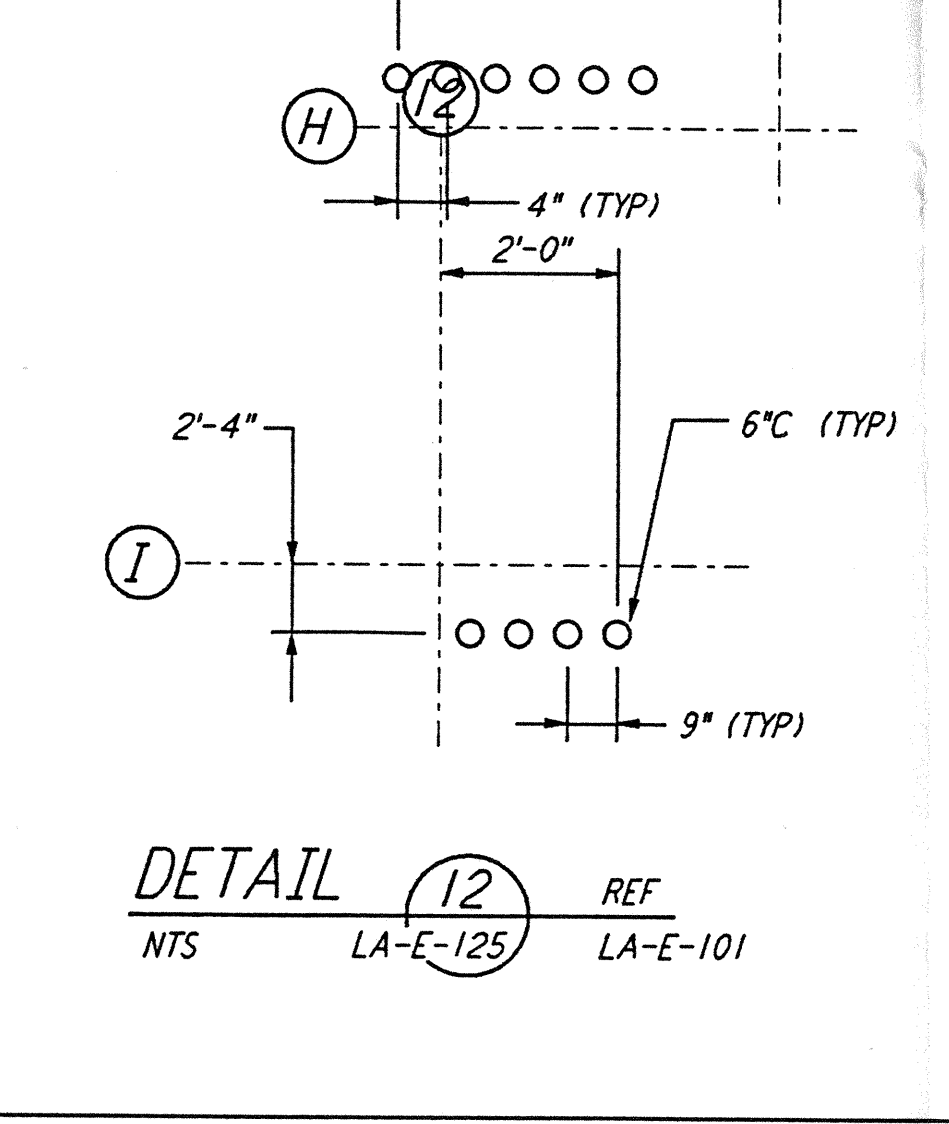 12
H
4" (TYP)
2'-0"
2'-4"
6"C (TYP)
I
9" (TYP)
DETAIL 12 REF
NTS LA-E-125 LA-E-101